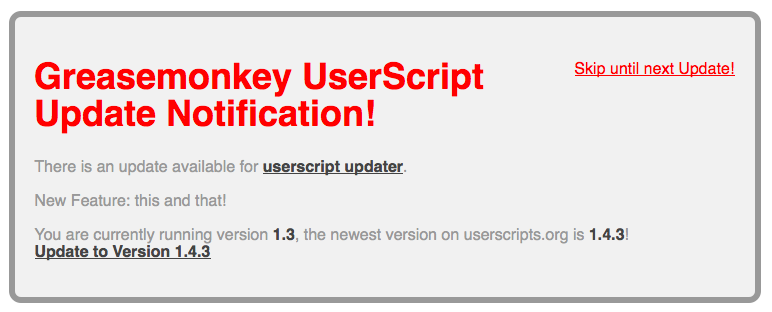 Greasemonkey UserScript
Update Notification!
Skip until next Update!
There is an update available for userscript updater.
New Feature: this and that!
You are currently running version 1.3, the newest version on userscripts.org is 1.4.3!
Update to Version 1.4.3